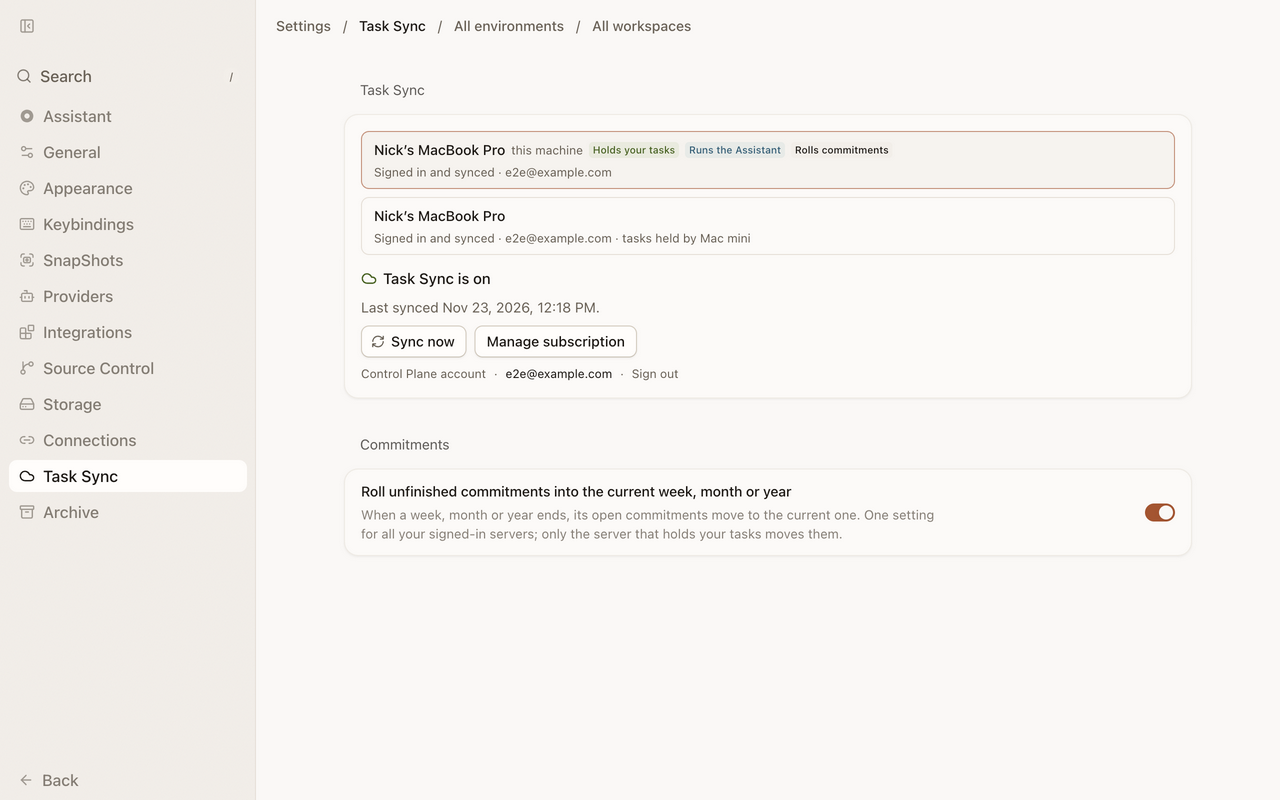 Settings / Task Sync / All environments / All workspaces
Search /
Assistant
General
Appearance
Keybindings
SnapShots
Providers
Integrations
Source Control
Storage
Connections
Task Sync
Archive
Back
Task Sync
Nick’s MacBook Pro this machine Holds your tasks Runs the Assistant Rolls commitments
Signed in and synced · e2e@example.com
Nick’s MacBook Pro
Signed in and synced · e2e@example.com · tasks held by Mac mini
Task Sync is on
Last synced Nov 23, 2026, 12:18 PM.
Sync now Manage subscription
Control Plane account · e2e@example.com · Sign out
Commitments
Roll unfinished commitments into the current week, month or year
When a week, month or year ends, its open commitments move to the current one. One setting
for all your signed-in servers; only the server that holds your tasks moves them.